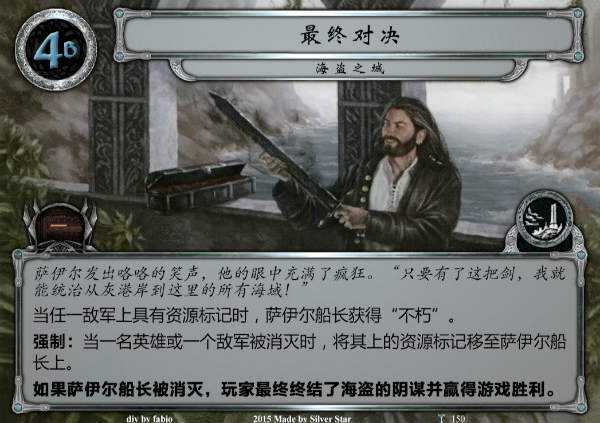 4B
最终对决
海盗之城
萨伊尔发出咯咯的笑声，他的眼中充满了疯狂。“只要有了这把剑，我就
能统治从灰港岸到这里的所有海域！”
当任一敌军上具有资源标记时，萨伊尔船长获得“不朽”。
强制：当一名英雄或一个敌军被消灭时，将其上的资源标记移至萨伊尔船
长上。
如果萨伊尔船长被消灭，玩家最终终结了海盗的阴谋并赢得游戏胜利。
diy by fabio 2015 Made by Silver Star 150